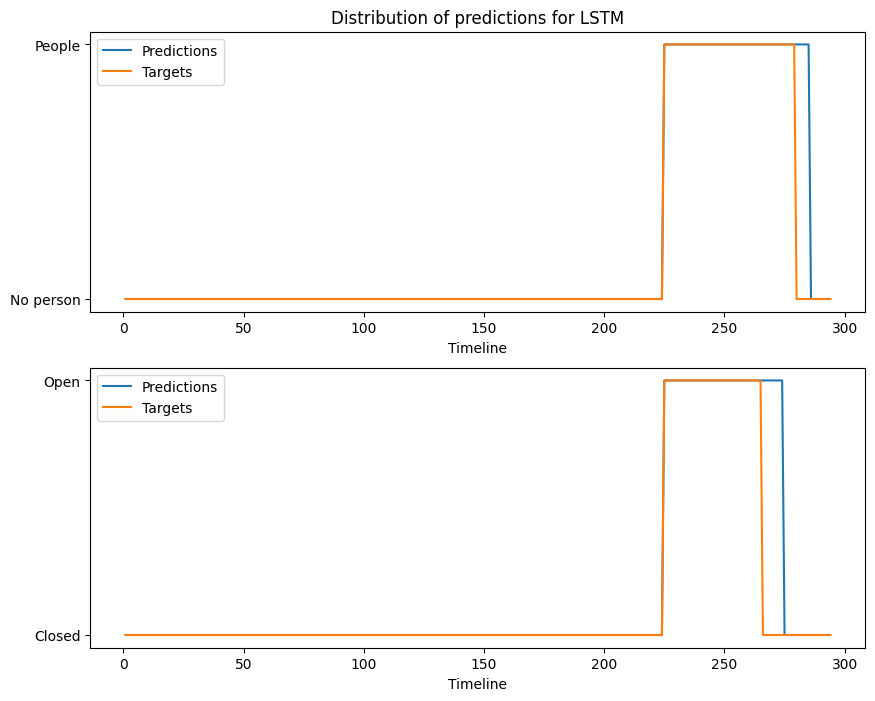 Distribution of predictions for LSTM
People
Predictions
Targets
No person
0 50 100 150 200 250 300
Timeline
Open
Predictions
Targets
Closed
0 50 100 150 200 250 300
Timeline